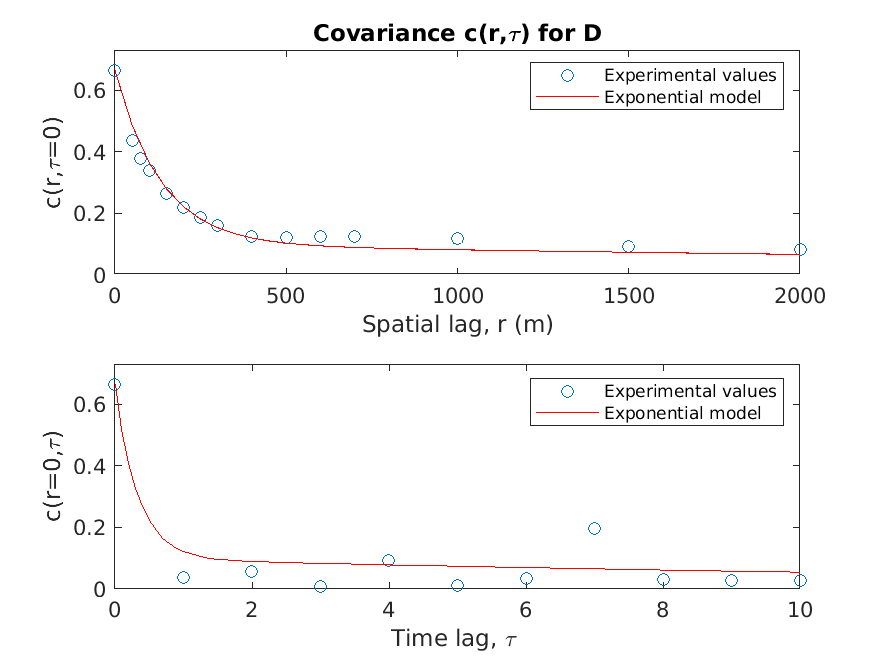 Covariance c(r,τ) for D
c(r,τ=0)
0.6
0.4
0.2
0
Experimental values
Exponential model
0 500 1000 1500 2000
Spatial lag, r (m)
c(r=0,τ)
0.6
0.4
0.2
0
Experimental values
Exponential model
0 2 4 6 8 10
Time lag, τ